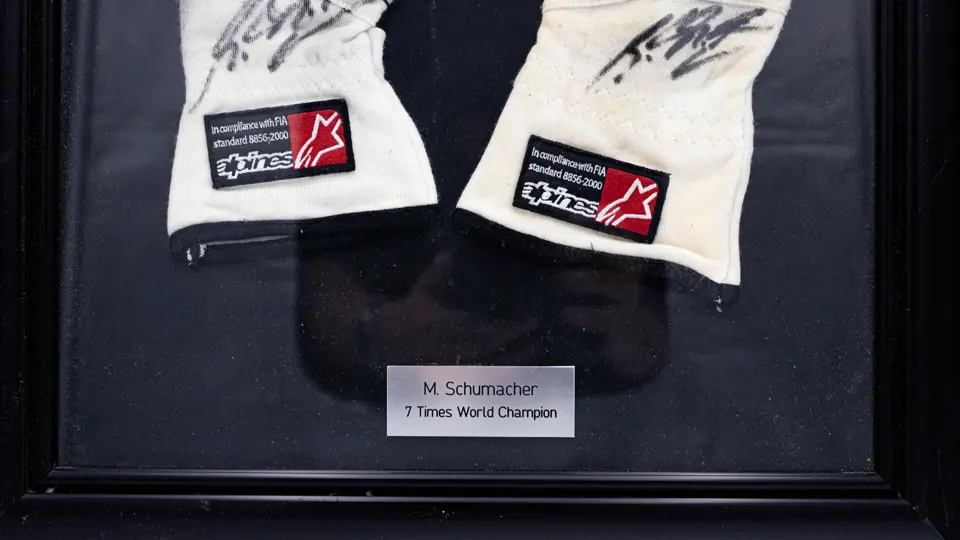 In compliance with FIA
standard 8856-2000
alpines
In compliance with FIA
standard 8856-2000
alpines
M. Schumacher
7 Times World Champion